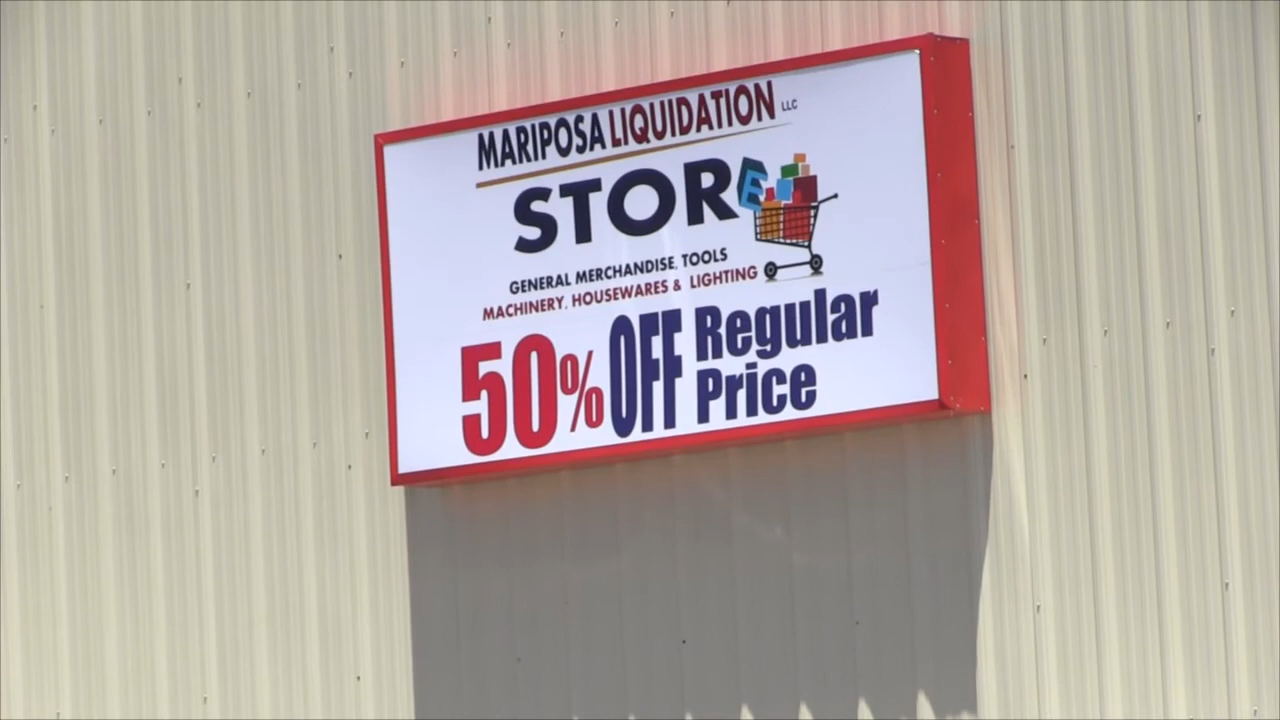 MARIPOSA LIQUIDATION LLC
STORE
GENERAL MERCHANDISE, TOOLS
MACHINERY, HOUSEWARES & LIGHTING
50% OFF Regular Price